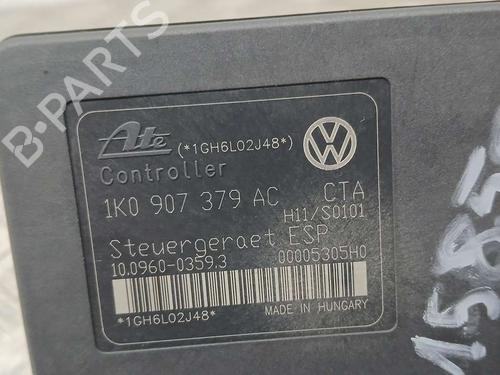 B-PARTS
Ate (*1GH6L02J48*)
Controller
1K0 907 379 AC CTA
H11/S0101
Steuergeraet ESP
10.0960-0359.3 00005305H0
*1GH6L02J48*
MADE IN HUNGARY